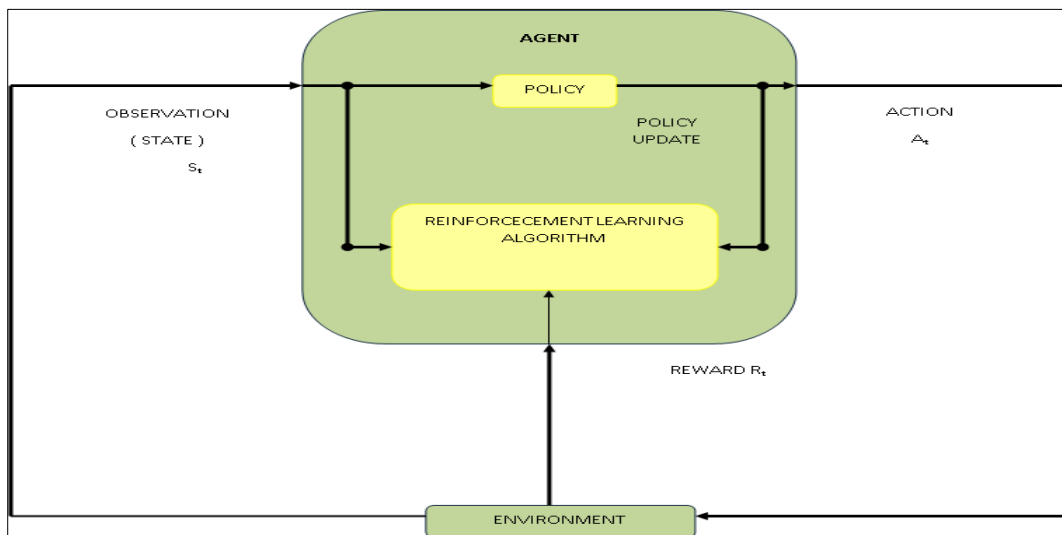 AGENT
POLICY
OBSERVATION
( STATE )
Sₜ
POLICY
UPDATE
ACTION
Aₜ
REINFORCECEMENT LEARNING
ALGORITHM
REWARD Rₜ
ENVIRONMENT